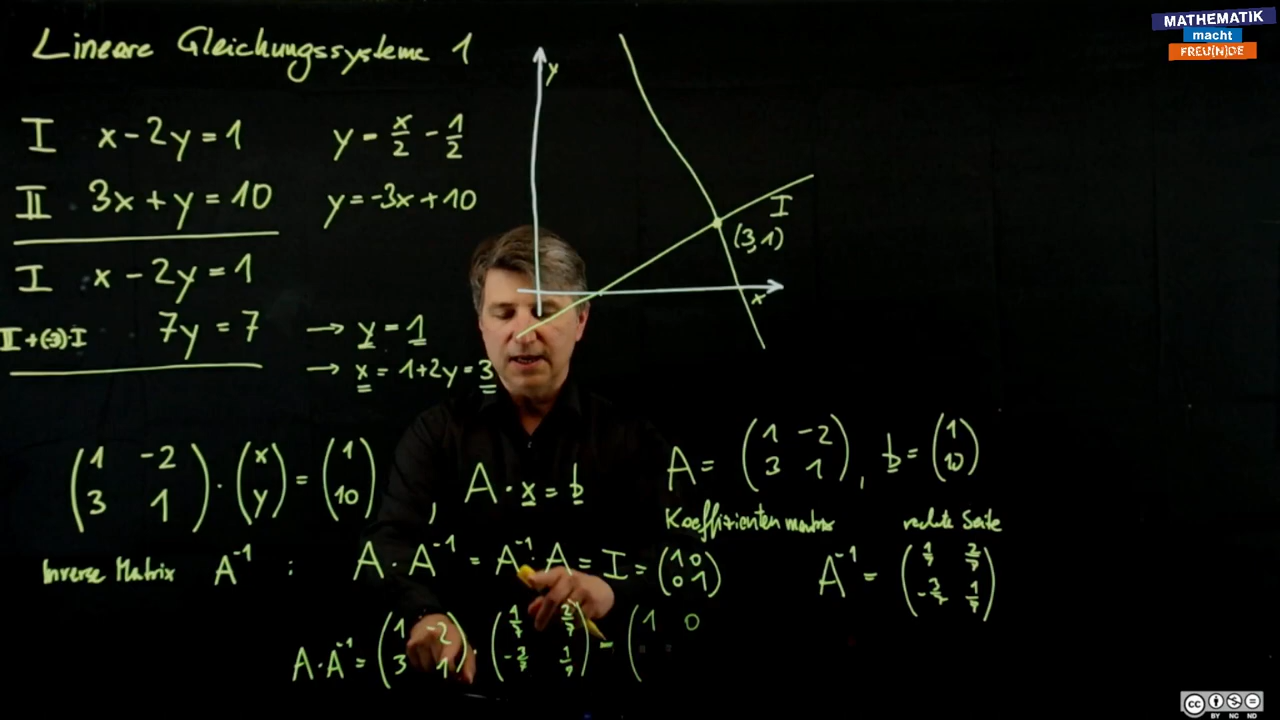 Lineare Gleichungssysteme 1
MATHEMATIK
macht
FREU(N)DE
y
I x - 2y = 1 y = x/2 - 1/2
II 3x + y = 10 y = -3x + 10
I
(3,1)
x
I x - 2y = 1
II + (-3)·I 7y = 7 → y = 1
→ x = 1+2y = 3
(1 -2; 3 1) · (x; y) = (1; 10) , A · x = b A = (1 -2; 3 1) , b = (1; 10)
Koeffizientenmatrix rechte Seite
Inverse Matrix A⁻¹ : A · A⁻¹ = A⁻¹ · A = I = (1 0; 0 1) A⁻¹ = (1/7 2/7; -3/7 1/7)
A·A⁻¹ = (1 -2; 3 1) · (1/7 2/7; -3/7 1/7) = (1 0
cc
BY NC ND